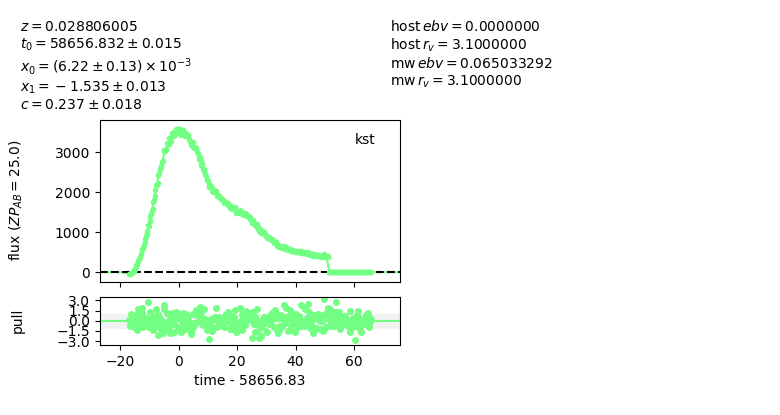 z = 0.028806005
t₀ = 58656.832 ± 0.015
x₀ = (6.22 ± 0.13) × 10⁻³
x₁ = −1.535 ± 0.013
c = 0.237 ± 0.018
host ebv = 0.0000000
host r_v = 3.1000000
mw ebv = 0.065033292
mw r_v = 3.1000000
kst
flux (ZP_AB = 25.0)
3000
2000
1000
0
pull
3.0
1.5
0.0
−1.5
−3.0
−20 0 20 40 60
time - 58656.83